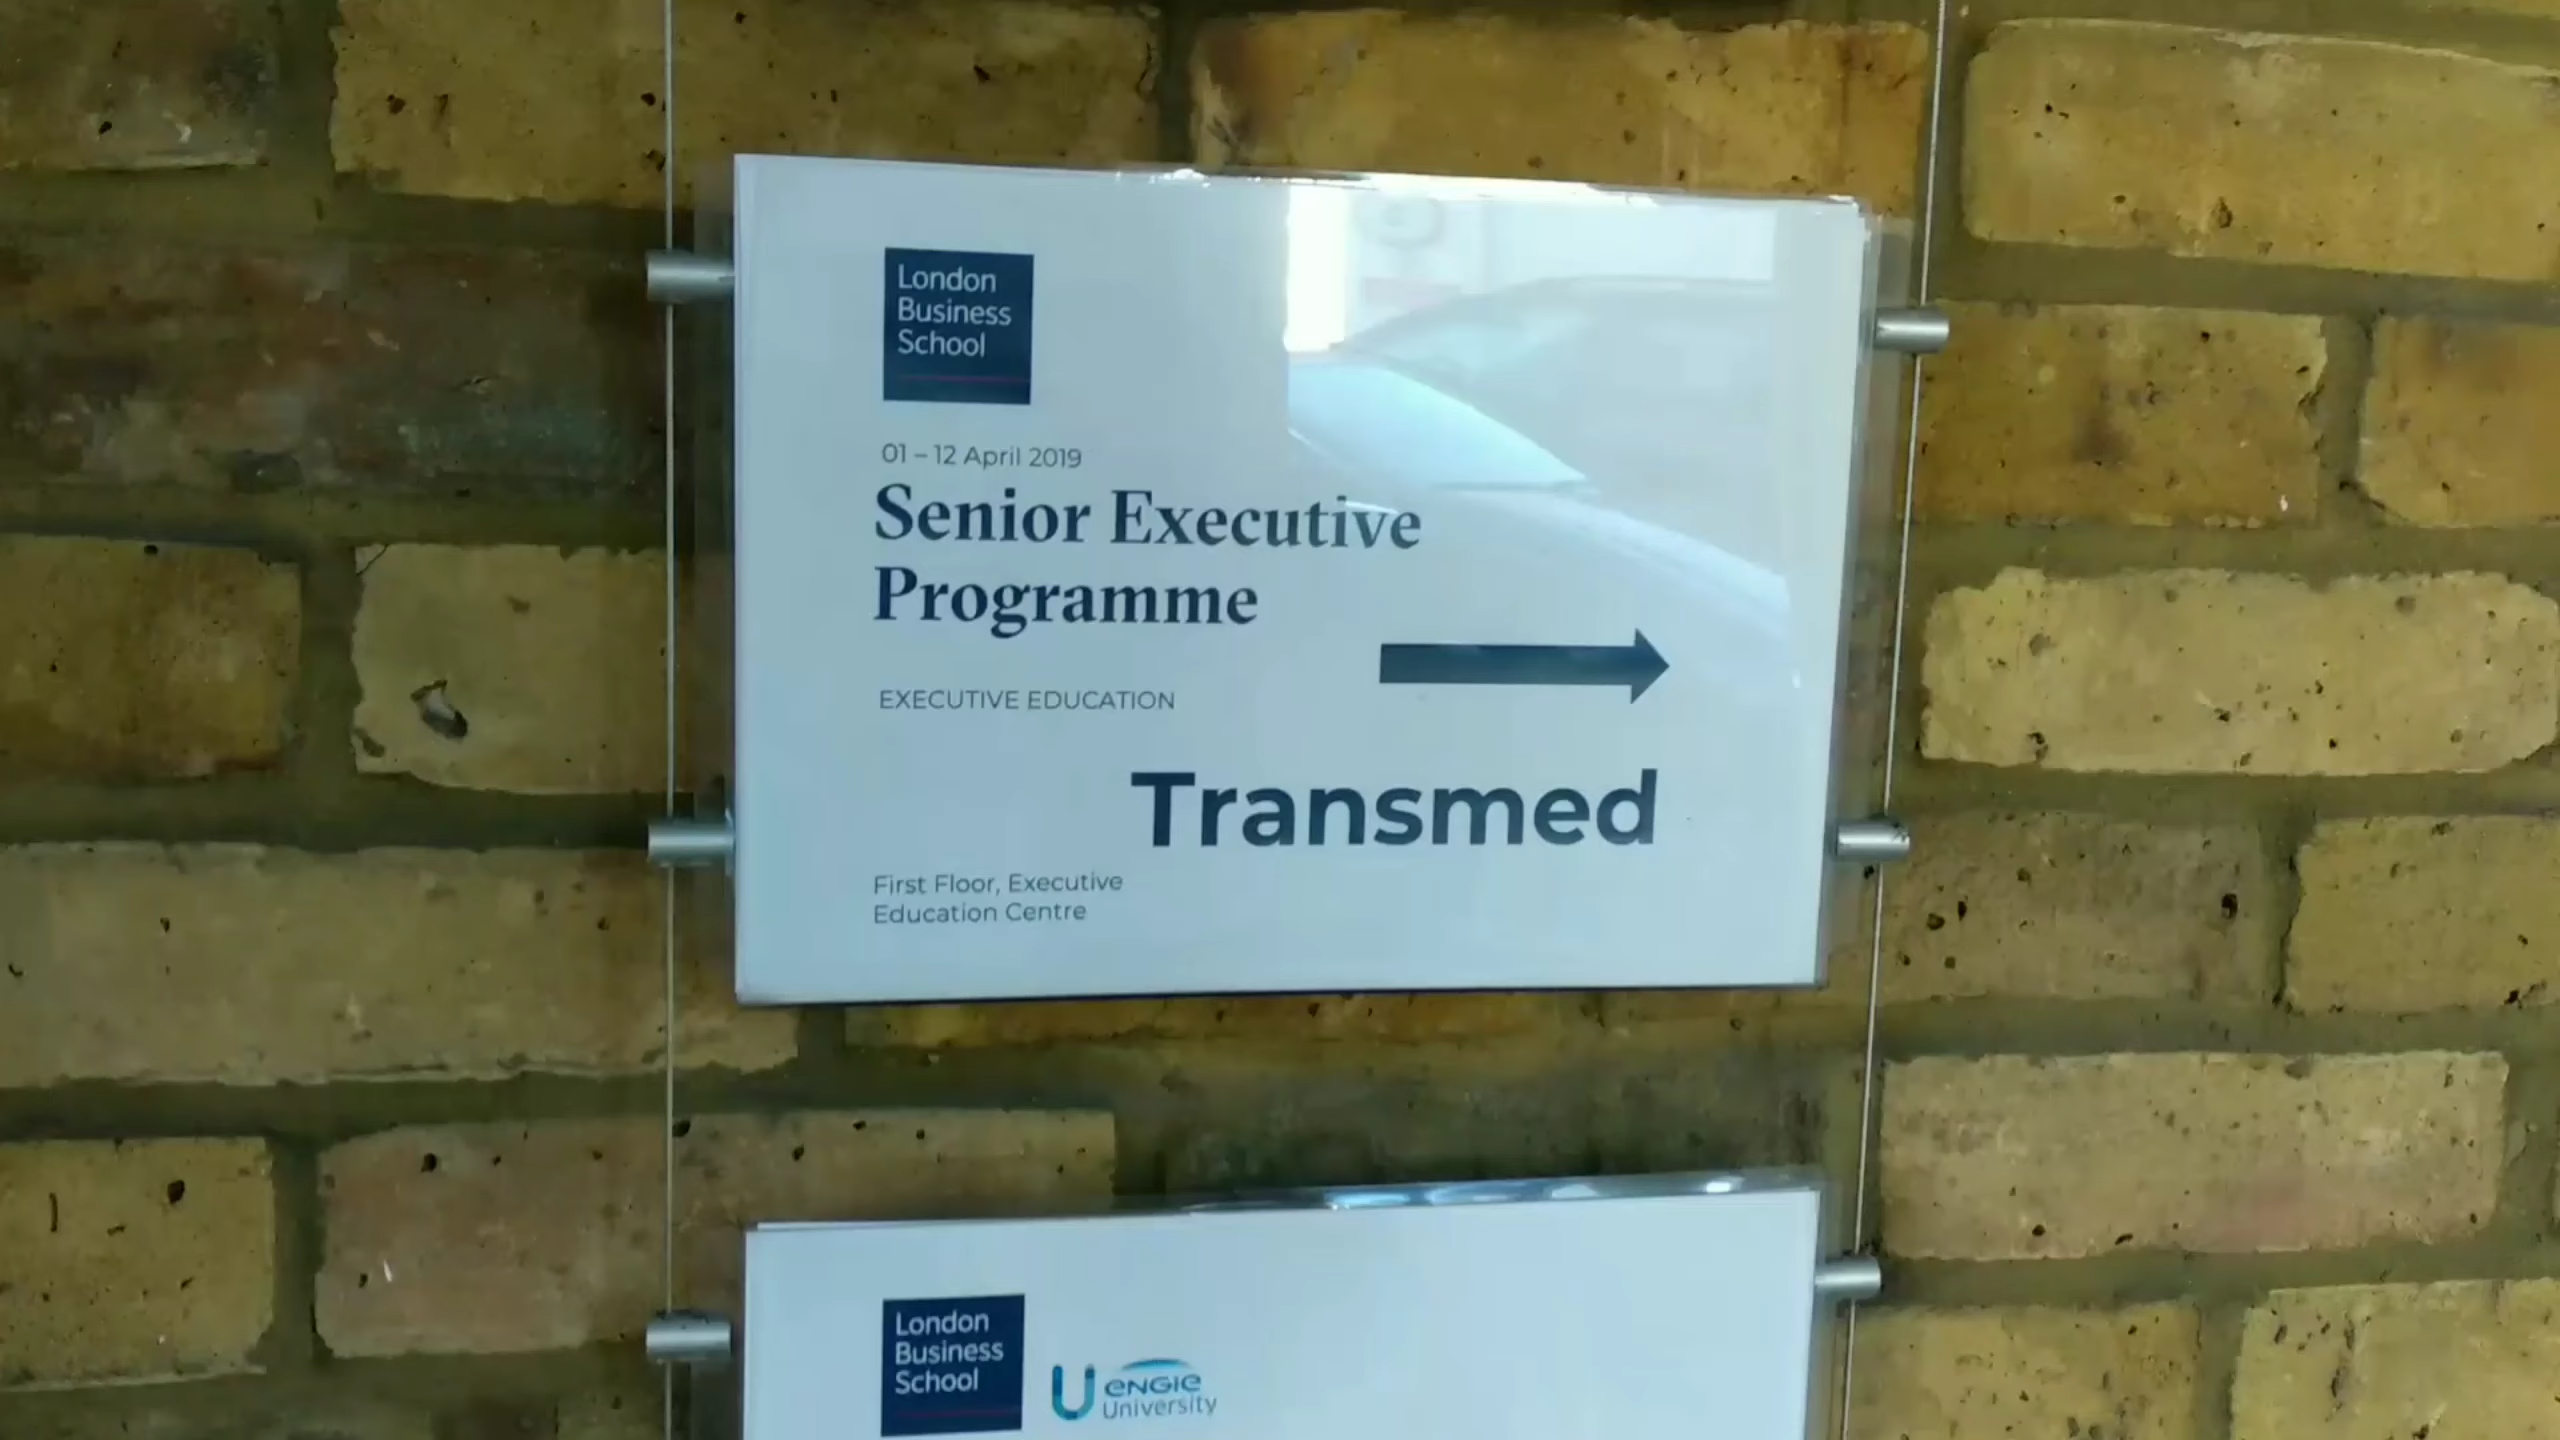 London
Business
School
01 – 12 April 2019
Senior Executive
Programme
EXECUTIVE EDUCATION
Transmed
First Floor, Executive
Education Centre
London
Business
School
U ENGIE
University